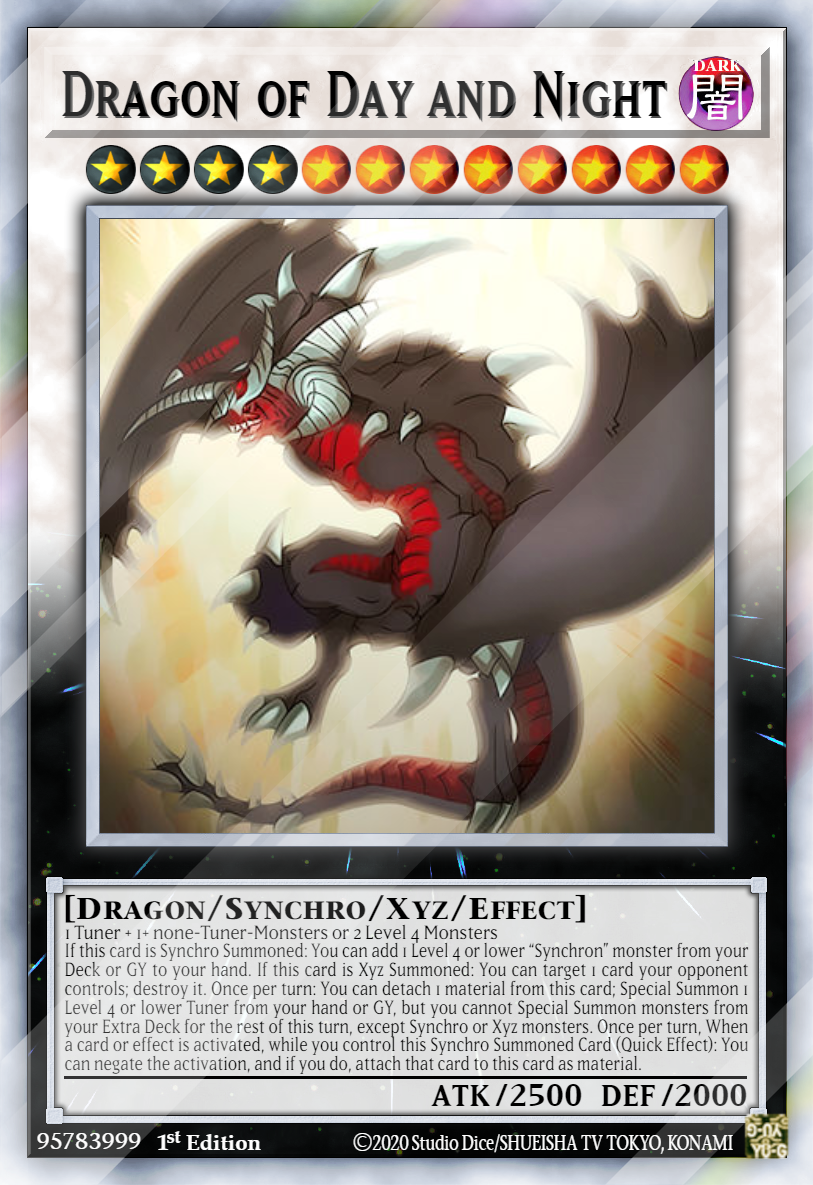 Dragon of Day and Night
DARK
闇
[Dragon/Synchro/Xyz/Effect]
1 Tuner + 1+ none-Tuner-Monsters or 2 Level 4 Monsters
If this card is Synchro Summoned: You can add 1 Level 4 or lower “Synchron” monster from your
Deck or GY to your hand. If this card is Xyz Summoned: You can target 1 card your opponent
controls; destroy it. Once per turn: You can detach 1 material from this card; Special Summon 1
Level 4 or lower Tuner from your hand or GY, but you cannot Special Summon monsters from
your Extra Deck for the rest of this turn, except Synchro or Xyz monsters. Once per turn, When
a card or effect is activated, while you control this Synchro Summoned Card (Quick Effect): You
can negate the activation, and if you do, attach that card to this card as material.
ATK/2500 DEF/2000
95783999 1st Edition ©2020 Studio Dice/SHUEISHA TV TOKYO, KONAMI